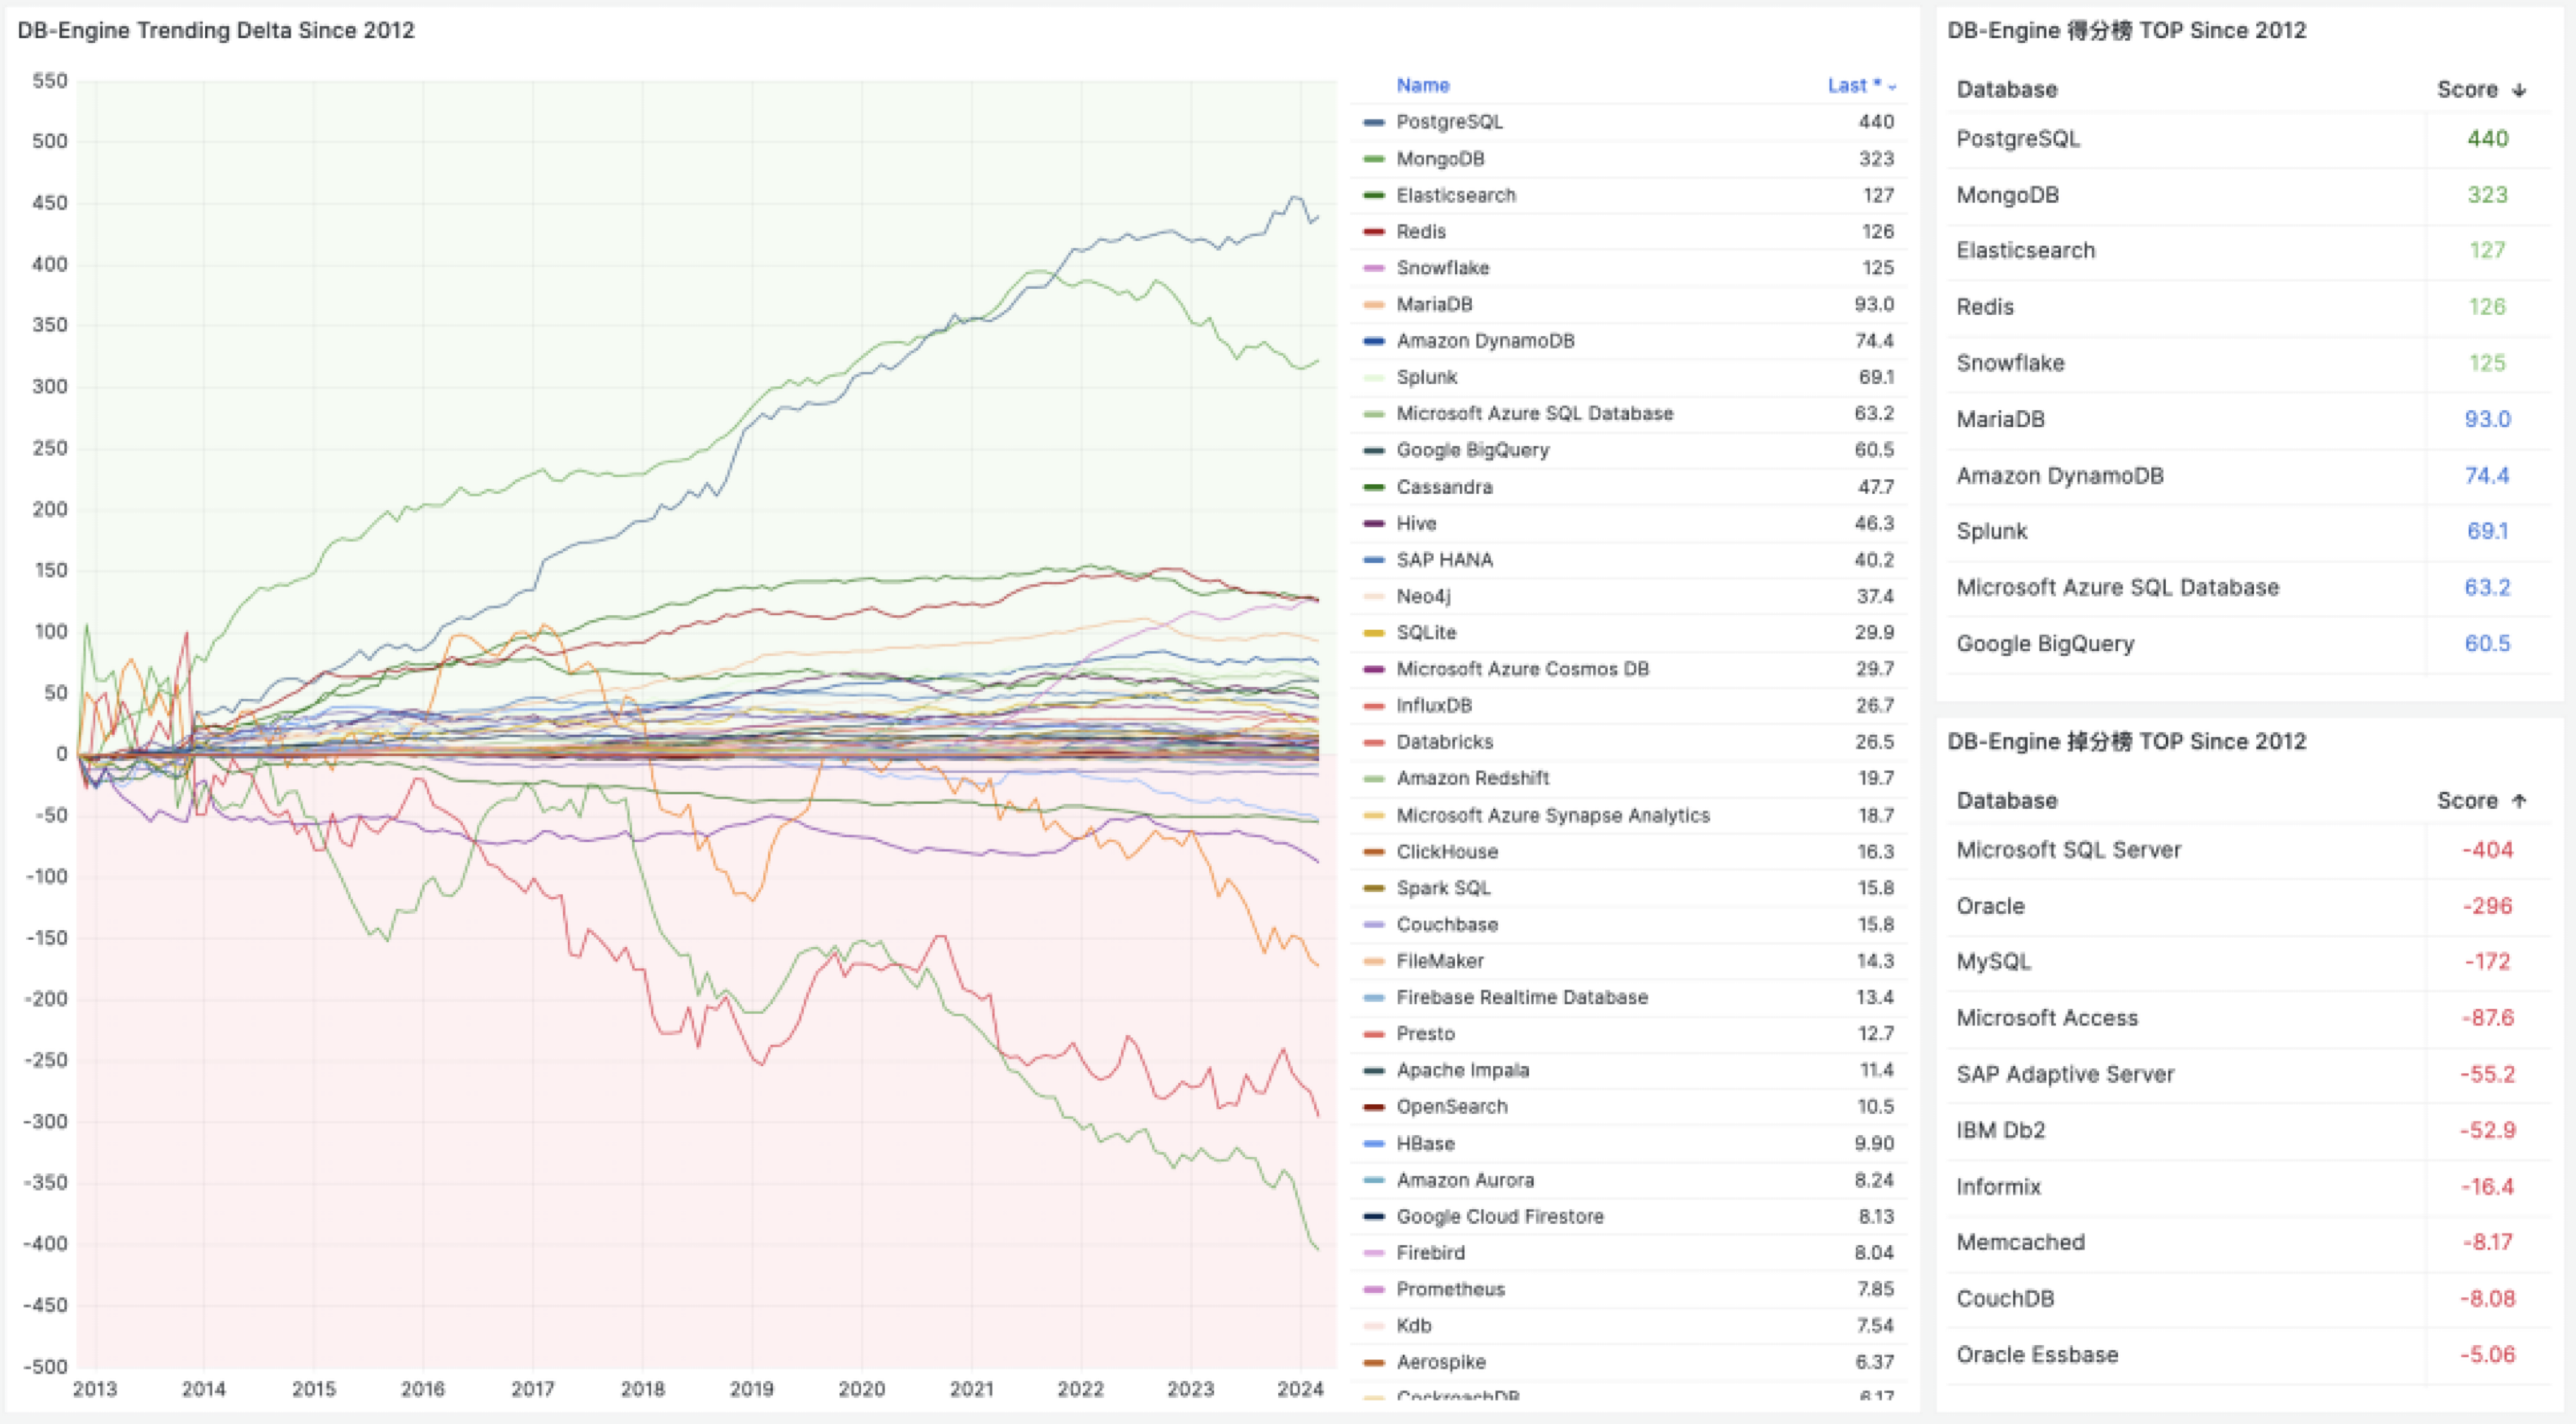 DB-Engine Trending Delta Since 2012
550
500
450
400
350
300
250
200
150
100
50
0
-50
-100
-150
-200
-250
-300
-350
-400
-450
-500
2013 2014 2015 2016 2017 2018 2019 2020 2021 2022 2023 2024
Name Last *
PostgreSQL 440
MongoDB 323
Elasticsearch 127
Redis 126
Snowflake 125
MariaDB 93.0
Amazon DynamoDB 74.4
Splunk 69.1
Microsoft Azure SQL Database 63.2
Google BigQuery 60.5
Cassandra 47.7
Hive 46.3
SAP HANA 40.2
Neo4j 37.4
SQLite 29.9
Microsoft Azure Cosmos DB 29.7
InfluxDB 26.7
Databricks 26.5
Amazon Redshift 19.7
Microsoft Azure Synapse Analytics 18.7
ClickHouse 16.3
Spark SQL 15.8
Couchbase 15.8
FileMaker 14.3
Firebase Realtime Database 13.4
Presto 12.7
Apache Impala 11.4
OpenSearch 10.5
HBase 9.90
Amazon Aurora 8.24
Google Cloud Firestore 8.13
Firebird 8.04
Prometheus 7.85
Kdb 7.54
Aerospike 6.37
CockroachDB 6.17
DB-Engine 得分榜 TOP Since 2012
Database Score ↓
PostgreSQL 440
MongoDB 323
Elasticsearch 127
Redis 126
Snowflake 125
MariaDB 93.0
Amazon DynamoDB 74.4
Splunk 69.1
Microsoft Azure SQL Database 63.2
Google BigQuery 60.5
DB-Engine 掉分榜 TOP Since 2012
Database Score ↑
Microsoft SQL Server -404
Oracle -296
MySQL -172
Microsoft Access -87.6
SAP Adaptive Server -55.2
IBM Db2 -52.9
Informix -16.4
Memcached -8.17
CouchDB -8.08
Oracle Essbase -5.06